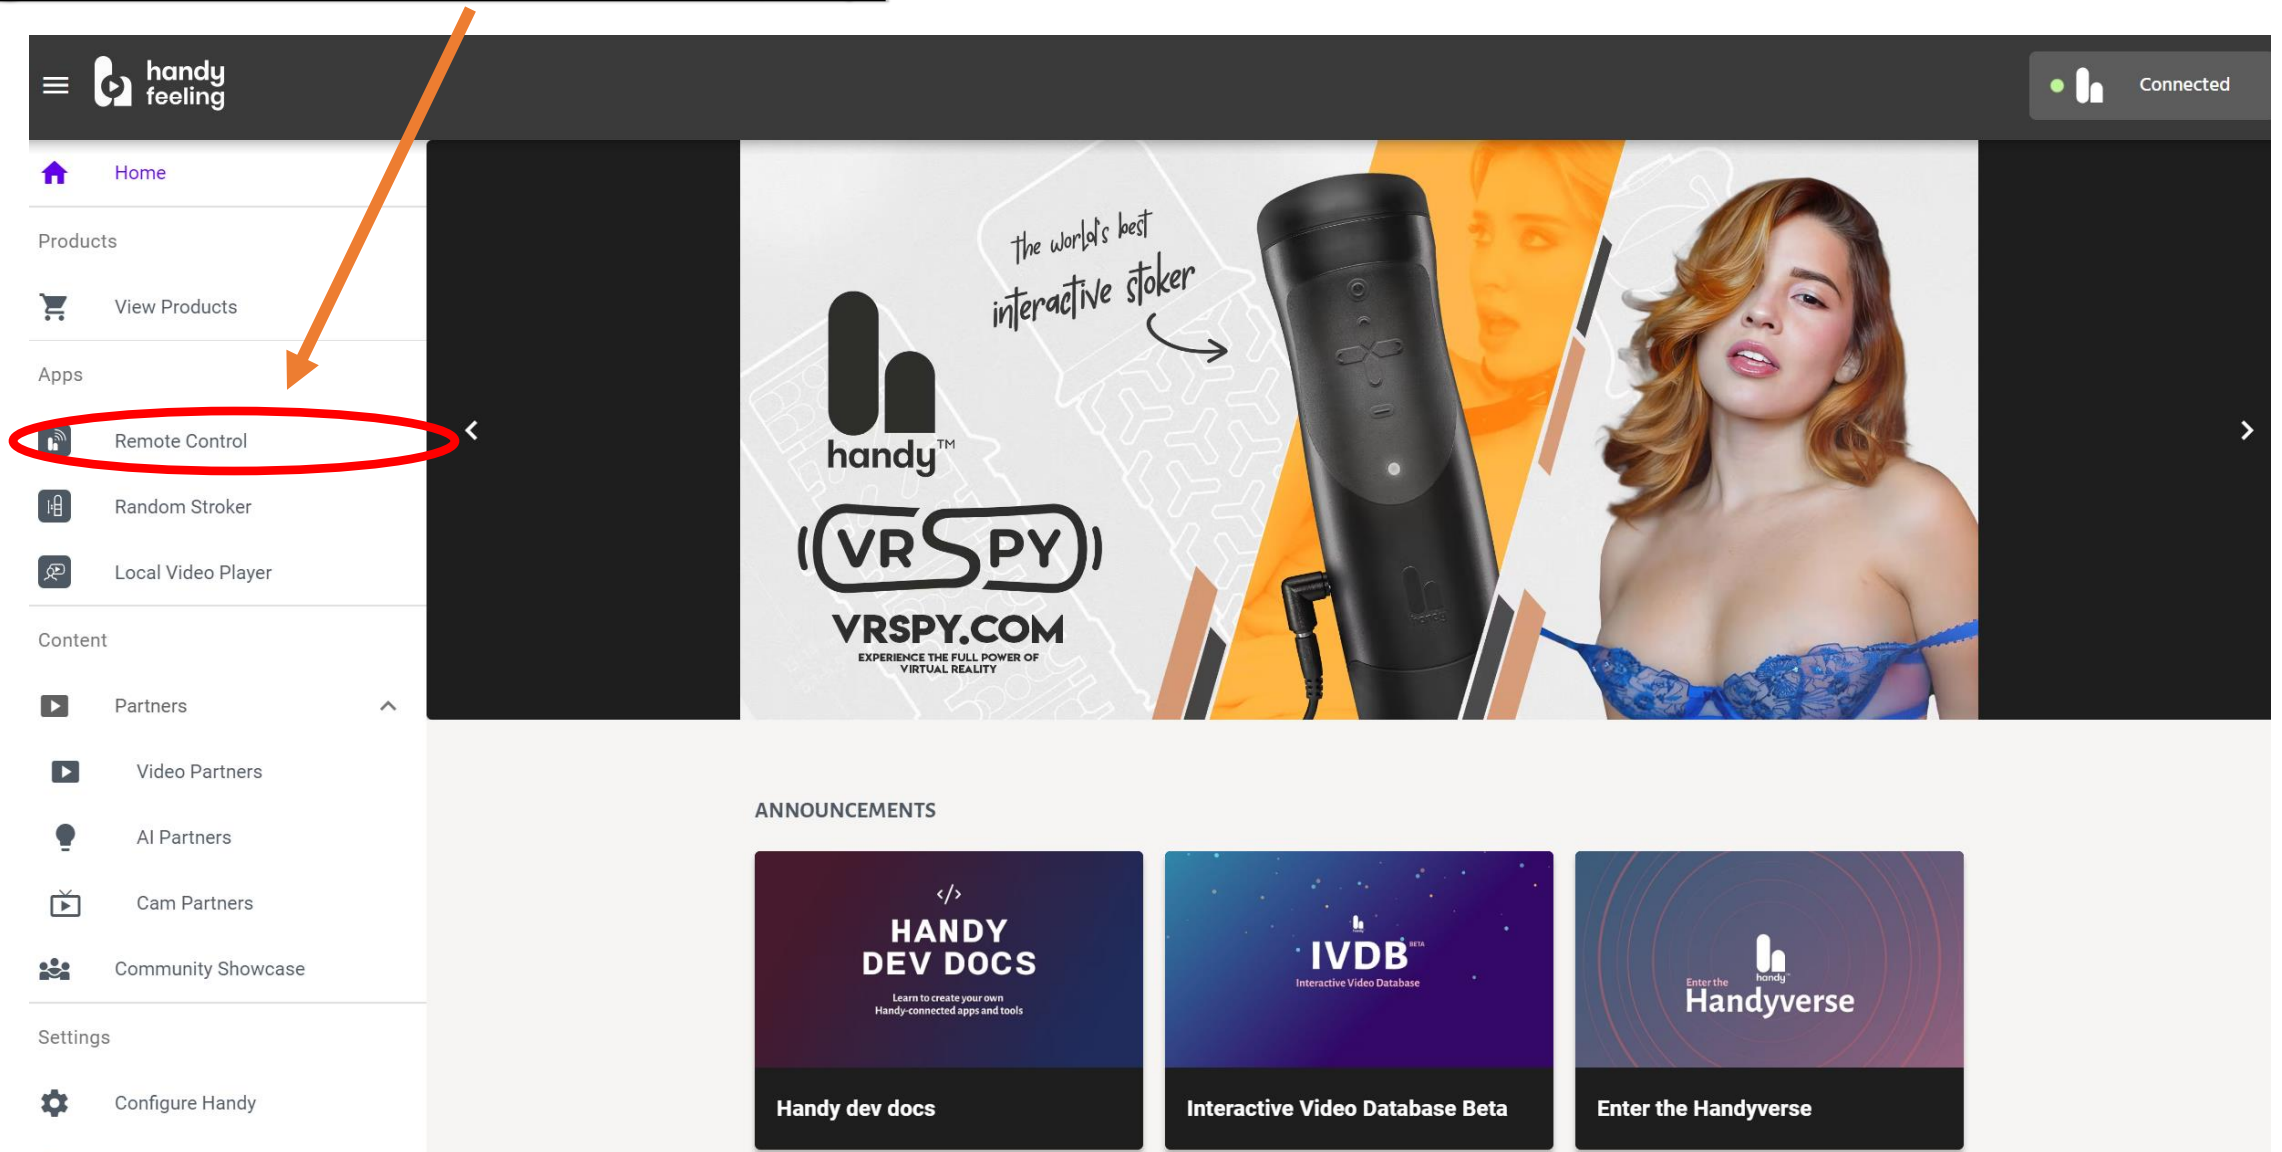 handy
feeling
Connected
Home
Products
View Products
Apps
Remote Control
Random Stroker
Local Video Player
Content
Partners
Video Partners
AI Partners
Cam Partners
Community Showcase
Settings
Configure Handy
the world's best
interactive stoker
handy™
VRSPY
VRSPY.COM
EXPERIENCE THE FULL POWER OF
VIRTUAL REALITY
ANNOUNCEMENTS
</>
HANDY
DEV DOCS
Learn to create your own
Handy-connected apps and tools
Handy dev docs
handy
IVDB BETA
Interactive Video Database
Interactive Video Database Beta
handy
Enter the
Handyverse
Enter the Handyverse